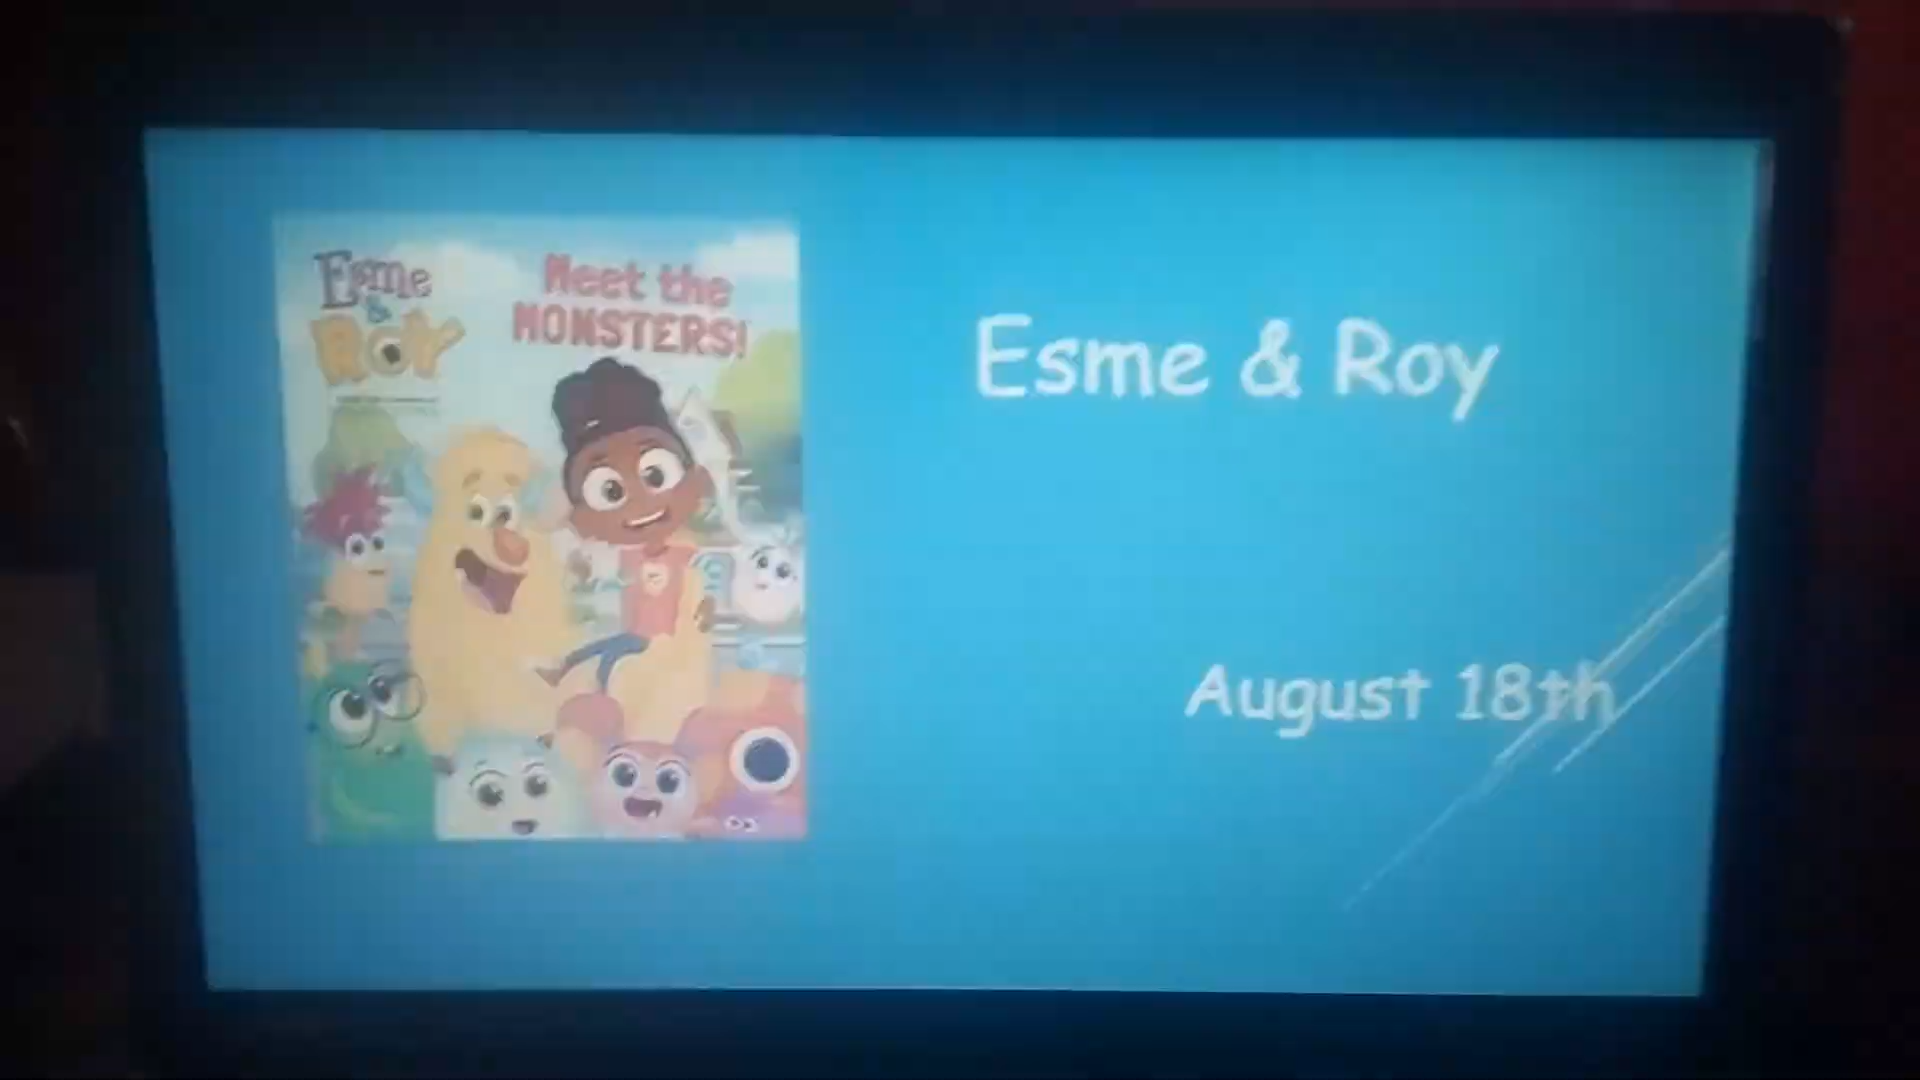 Esme
&
ROY
Meet the
MONSTERS!
Esme & Roy
August 18th